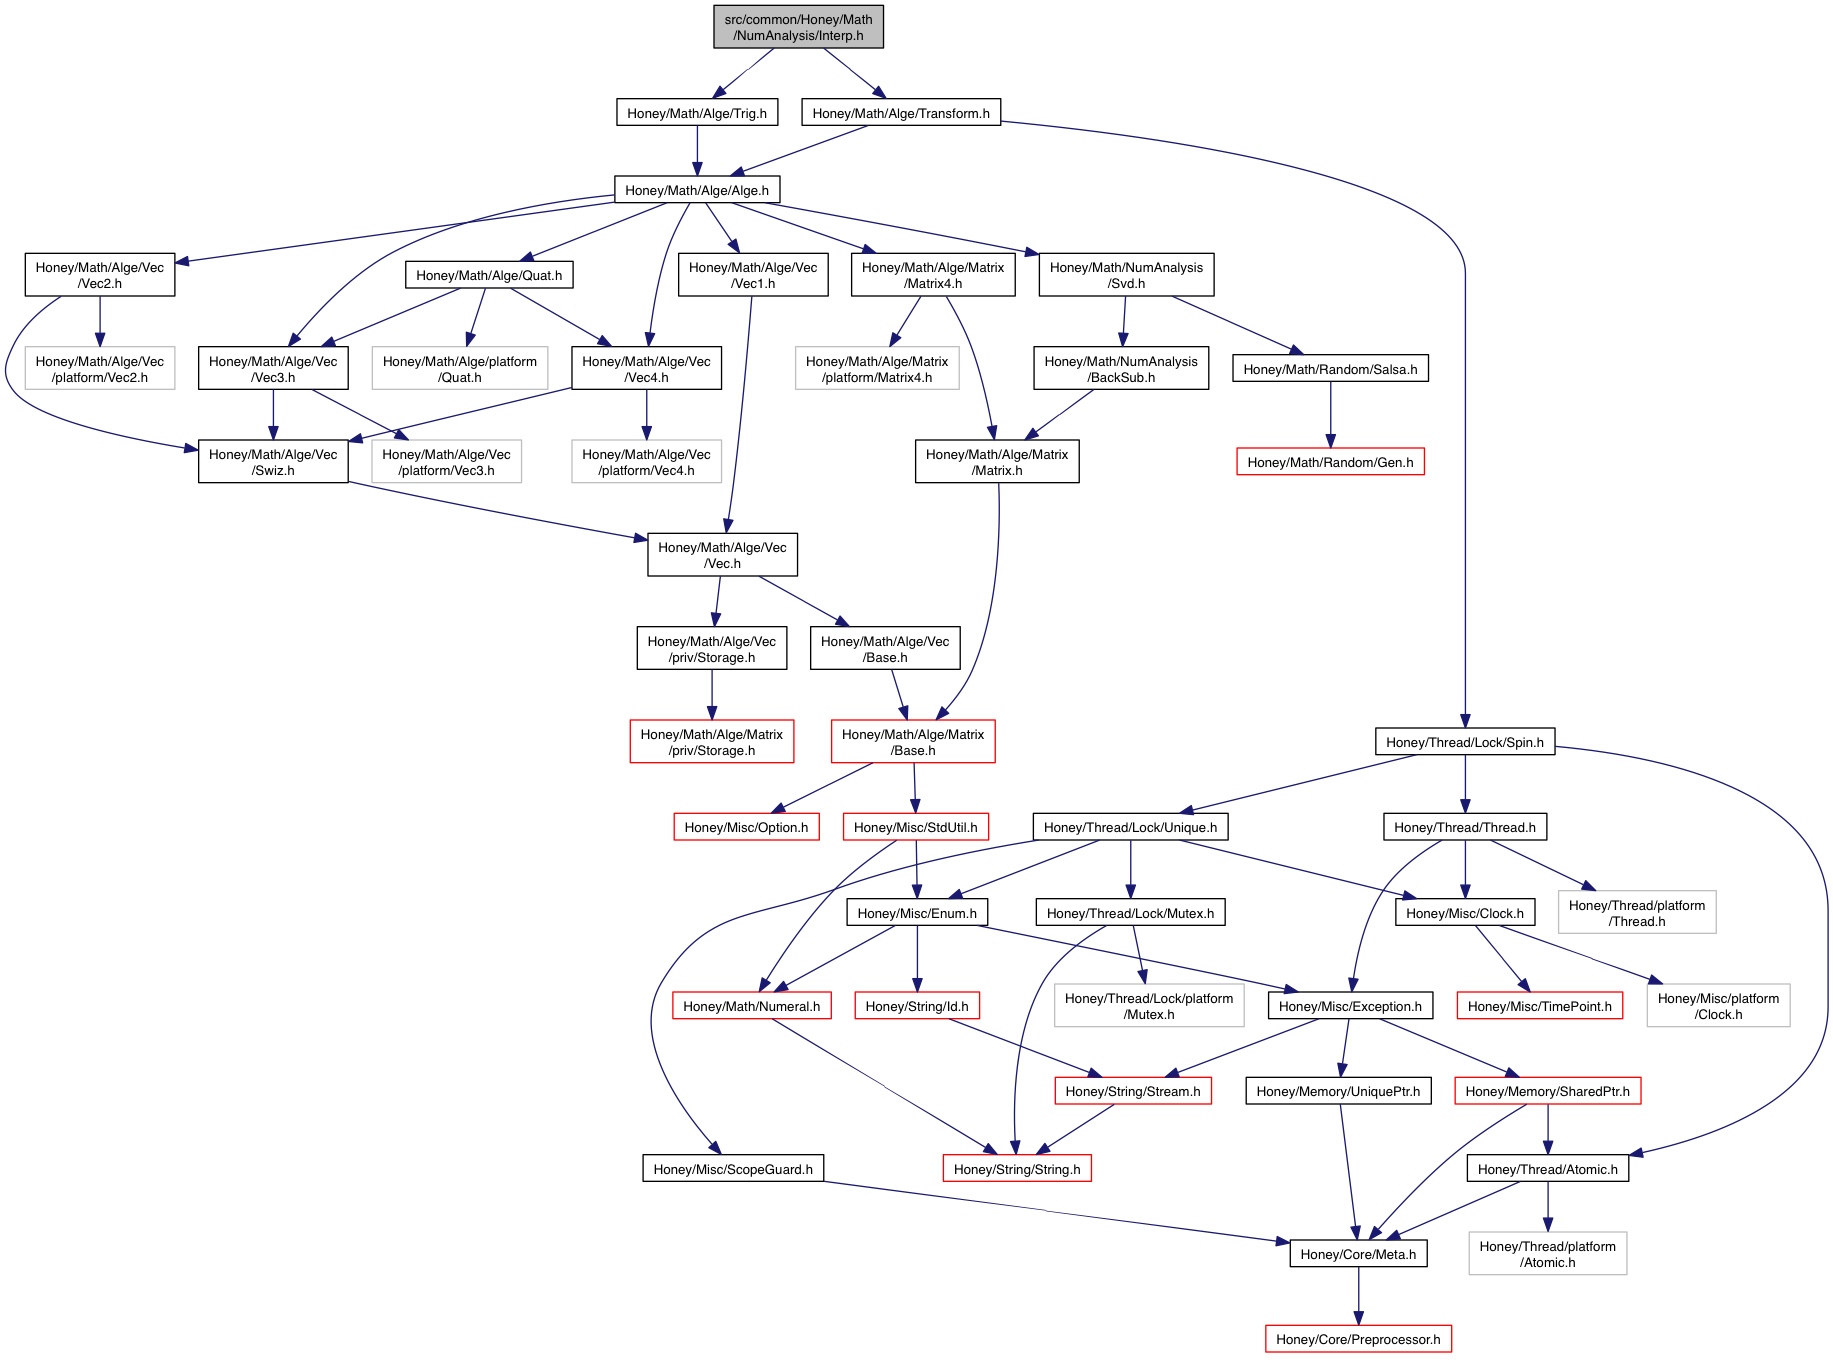 src/common/Honey/Math
/NumAnalysis/Interp.h
Honey/Math/Alge/Trig.h
Honey/Math/Alge/Transform.h
Honey/Math/Alge/Alge.h
Honey/Math/Alge/Vec
/Vec2.h
Honey/Math/Alge/Quat.h
Honey/Math/Alge/Vec
/Vec1.h
Honey/Math/Alge/Matrix
/Matrix4.h
Honey/Math/NumAnalysis
/Svd.h
Honey/Math/Alge/Vec
/platform/Vec2.h
Honey/Math/Alge/Vec
/Vec3.h
Honey/Math/Alge/platform
/Quat.h
Honey/Math/Alge/Vec
/Vec4.h
Honey/Math/Alge/Matrix
/platform/Matrix4.h
Honey/Math/NumAnalysis
/BackSub.h
Honey/Math/Random/Salsa.h
Honey/Math/Alge/Vec
/Swiz.h
Honey/Math/Alge/Vec
/platform/Vec3.h
Honey/Math/Alge/Vec
/platform/Vec4.h
Honey/Math/Alge/Matrix
/Matrix.h
Honey/Math/Random/Gen.h
Honey/Math/Alge/Vec
/Vec.h
Honey/Math/Alge/Vec
/priv/Storage.h
Honey/Math/Alge/Vec
/Base.h
Honey/Math/Alge/Matrix
/priv/Storage.h
Honey/Math/Alge/Matrix
/Base.h
Honey/Thread/Lock/Spin.h
Honey/Misc/Option.h
Honey/Misc/StdUtil.h
Honey/Thread/Lock/Unique.h
Honey/Thread/Thread.h
Honey/Misc/Enum.h
Honey/Thread/Lock/Mutex.h
Honey/Misc/Clock.h
Honey/Thread/platform
/Thread.h
Honey/Math/Numeral.h
Honey/String/Id.h
Honey/Thread/Lock/platform
/Mutex.h
Honey/Misc/Exception.h
Honey/Misc/TimePoint.h
Honey/Misc/platform
/Clock.h
Honey/String/Stream.h
Honey/Memory/UniquePtr.h
Honey/Memory/SharedPtr.h
Honey/Misc/ScopeGuard.h
Honey/String/String.h
Honey/Thread/Atomic.h
Honey/Core/Meta.h
Honey/Thread/platform
/Atomic.h
Honey/Core/Preprocessor.h